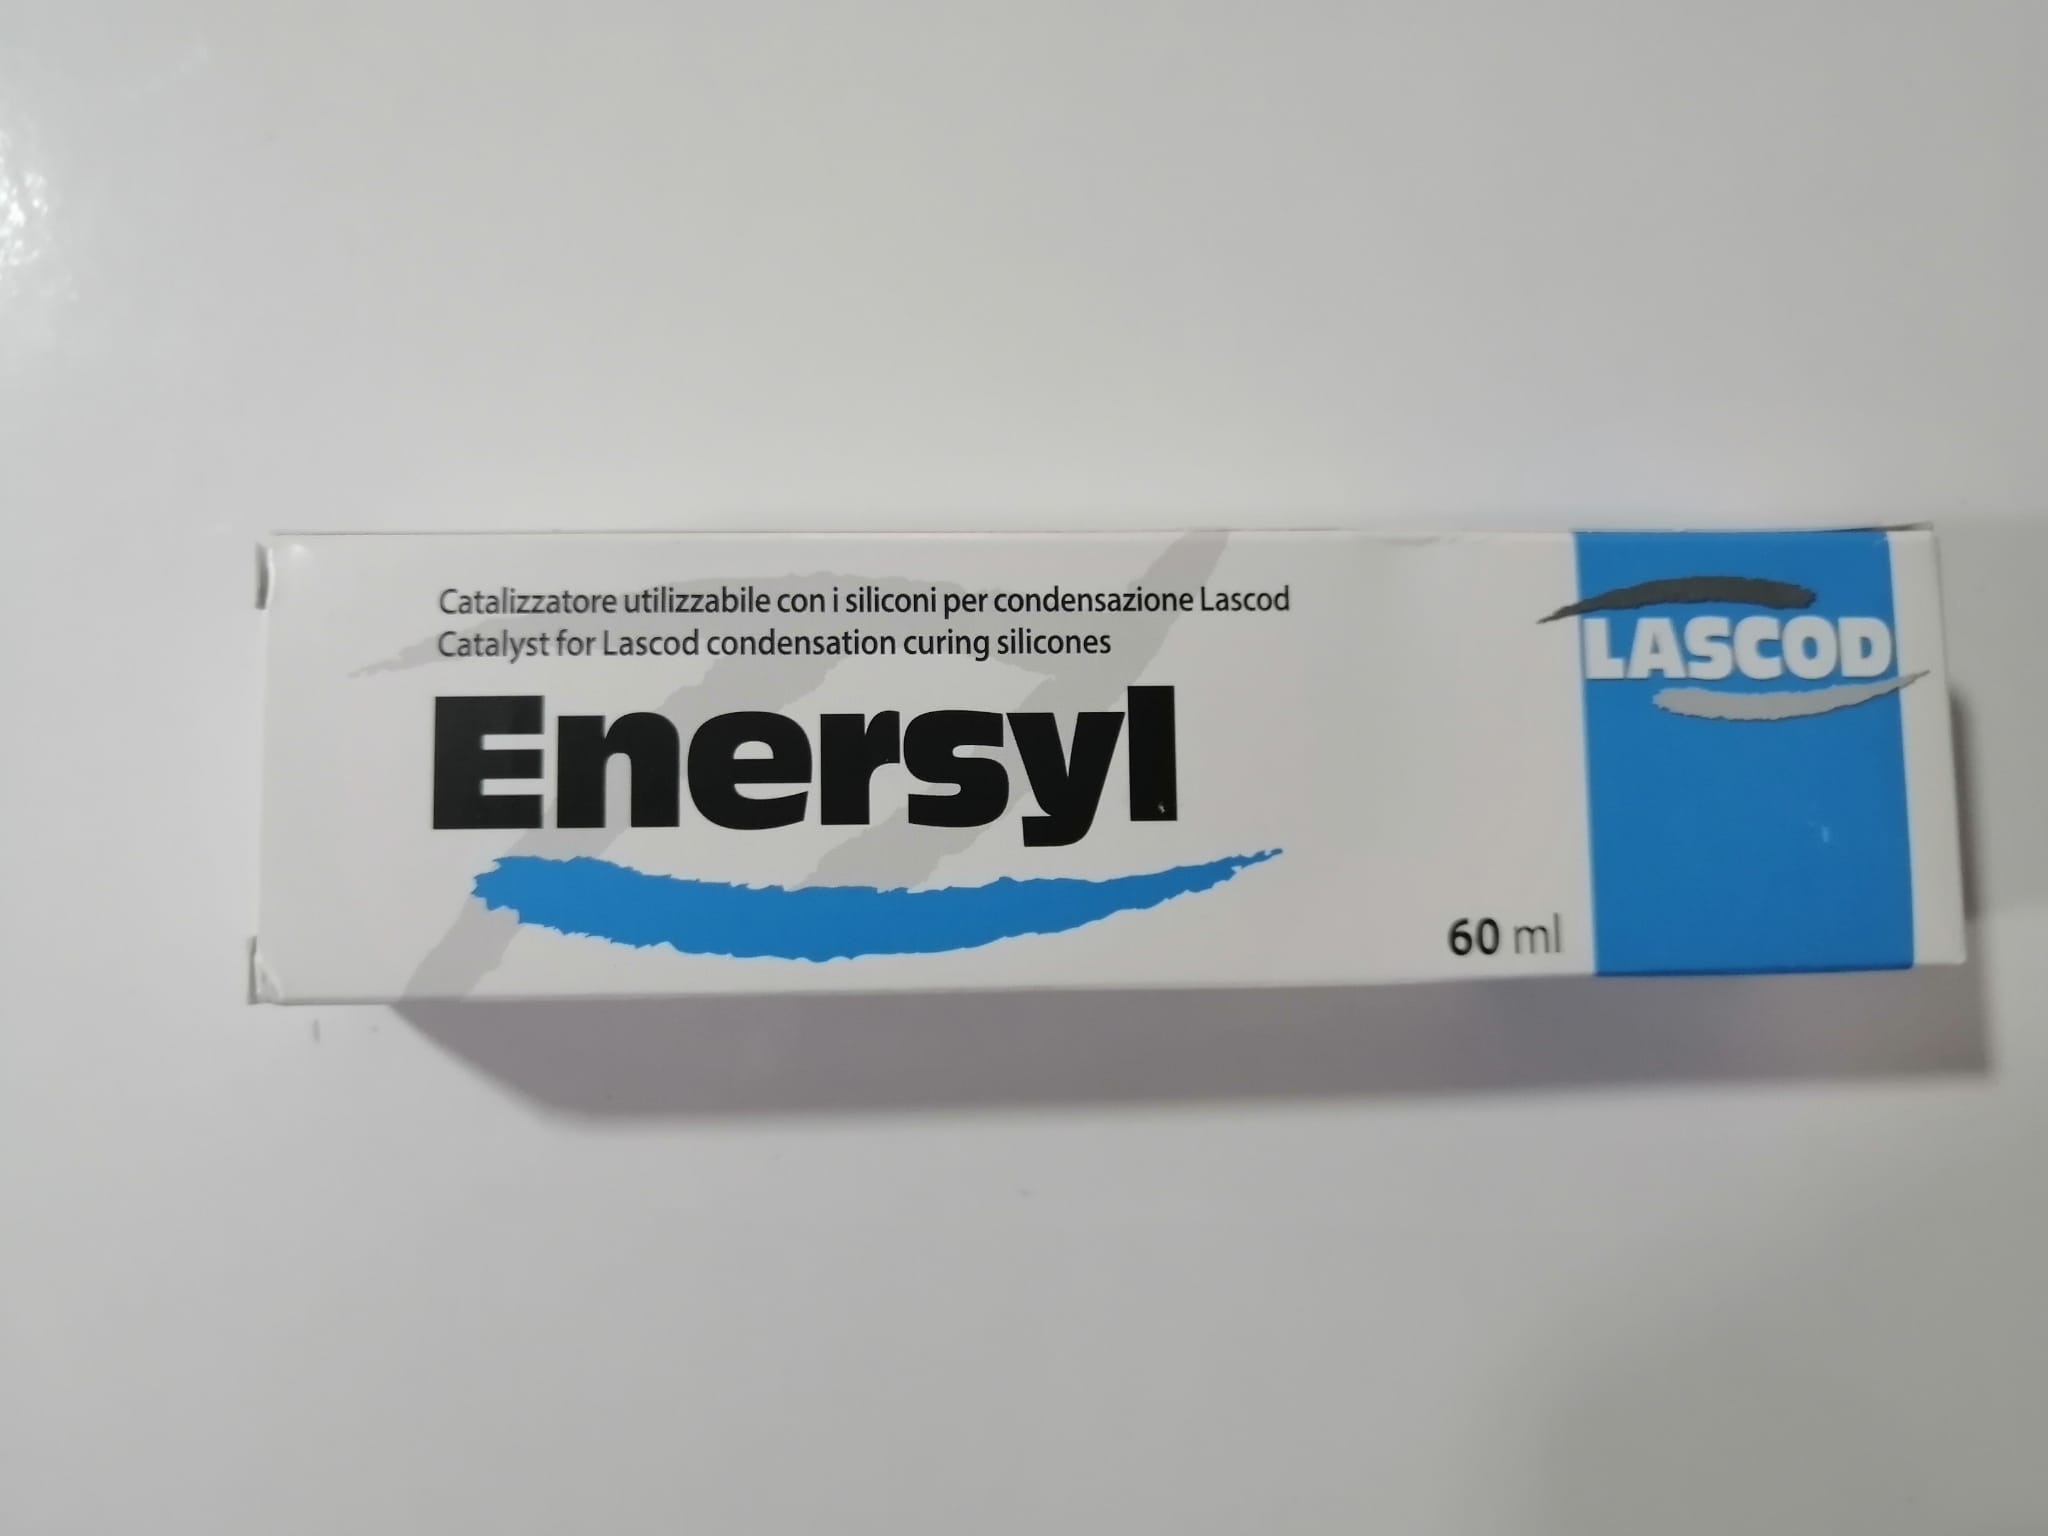 Catalizzatore utilizzabile con i siliconi per condensazione Lascod
Catalyst for Lascod condensation curing silicones
Enersyl
60 ml
LASCOD